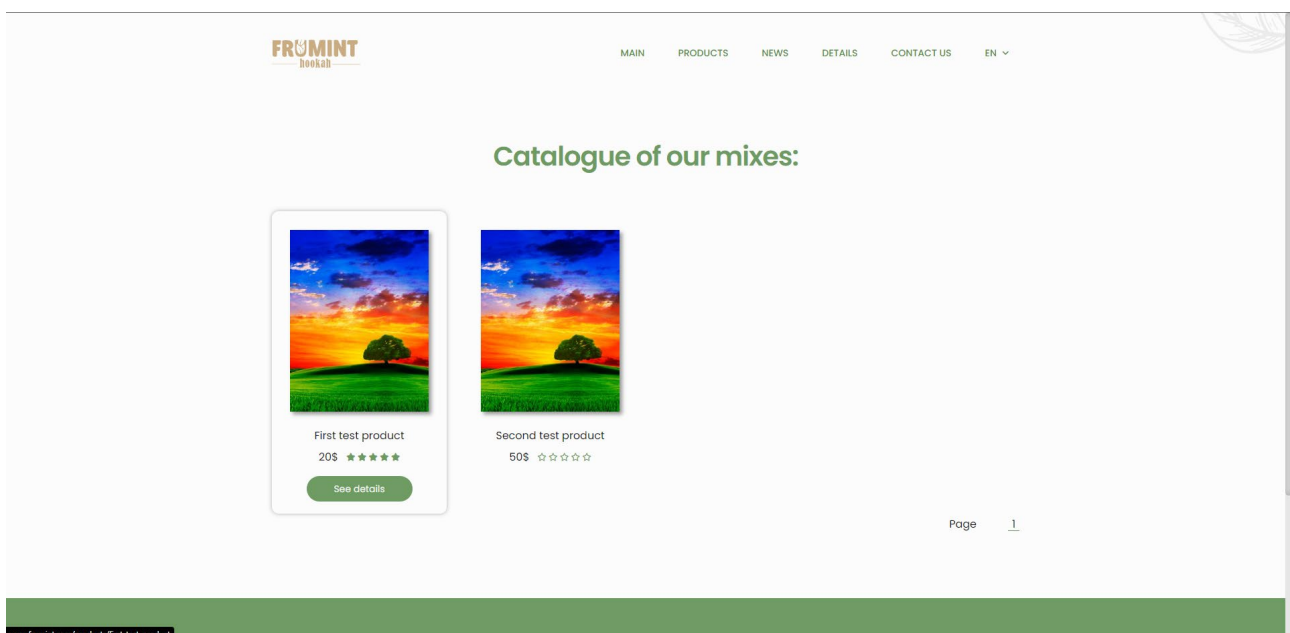 FRUMINT
hookah
MAIN PRODUCTS NEWS DETAILS CONTACT US EN
Catalogue of our mixes:
First test product
20$
See details
Second test product
50$
Page 1